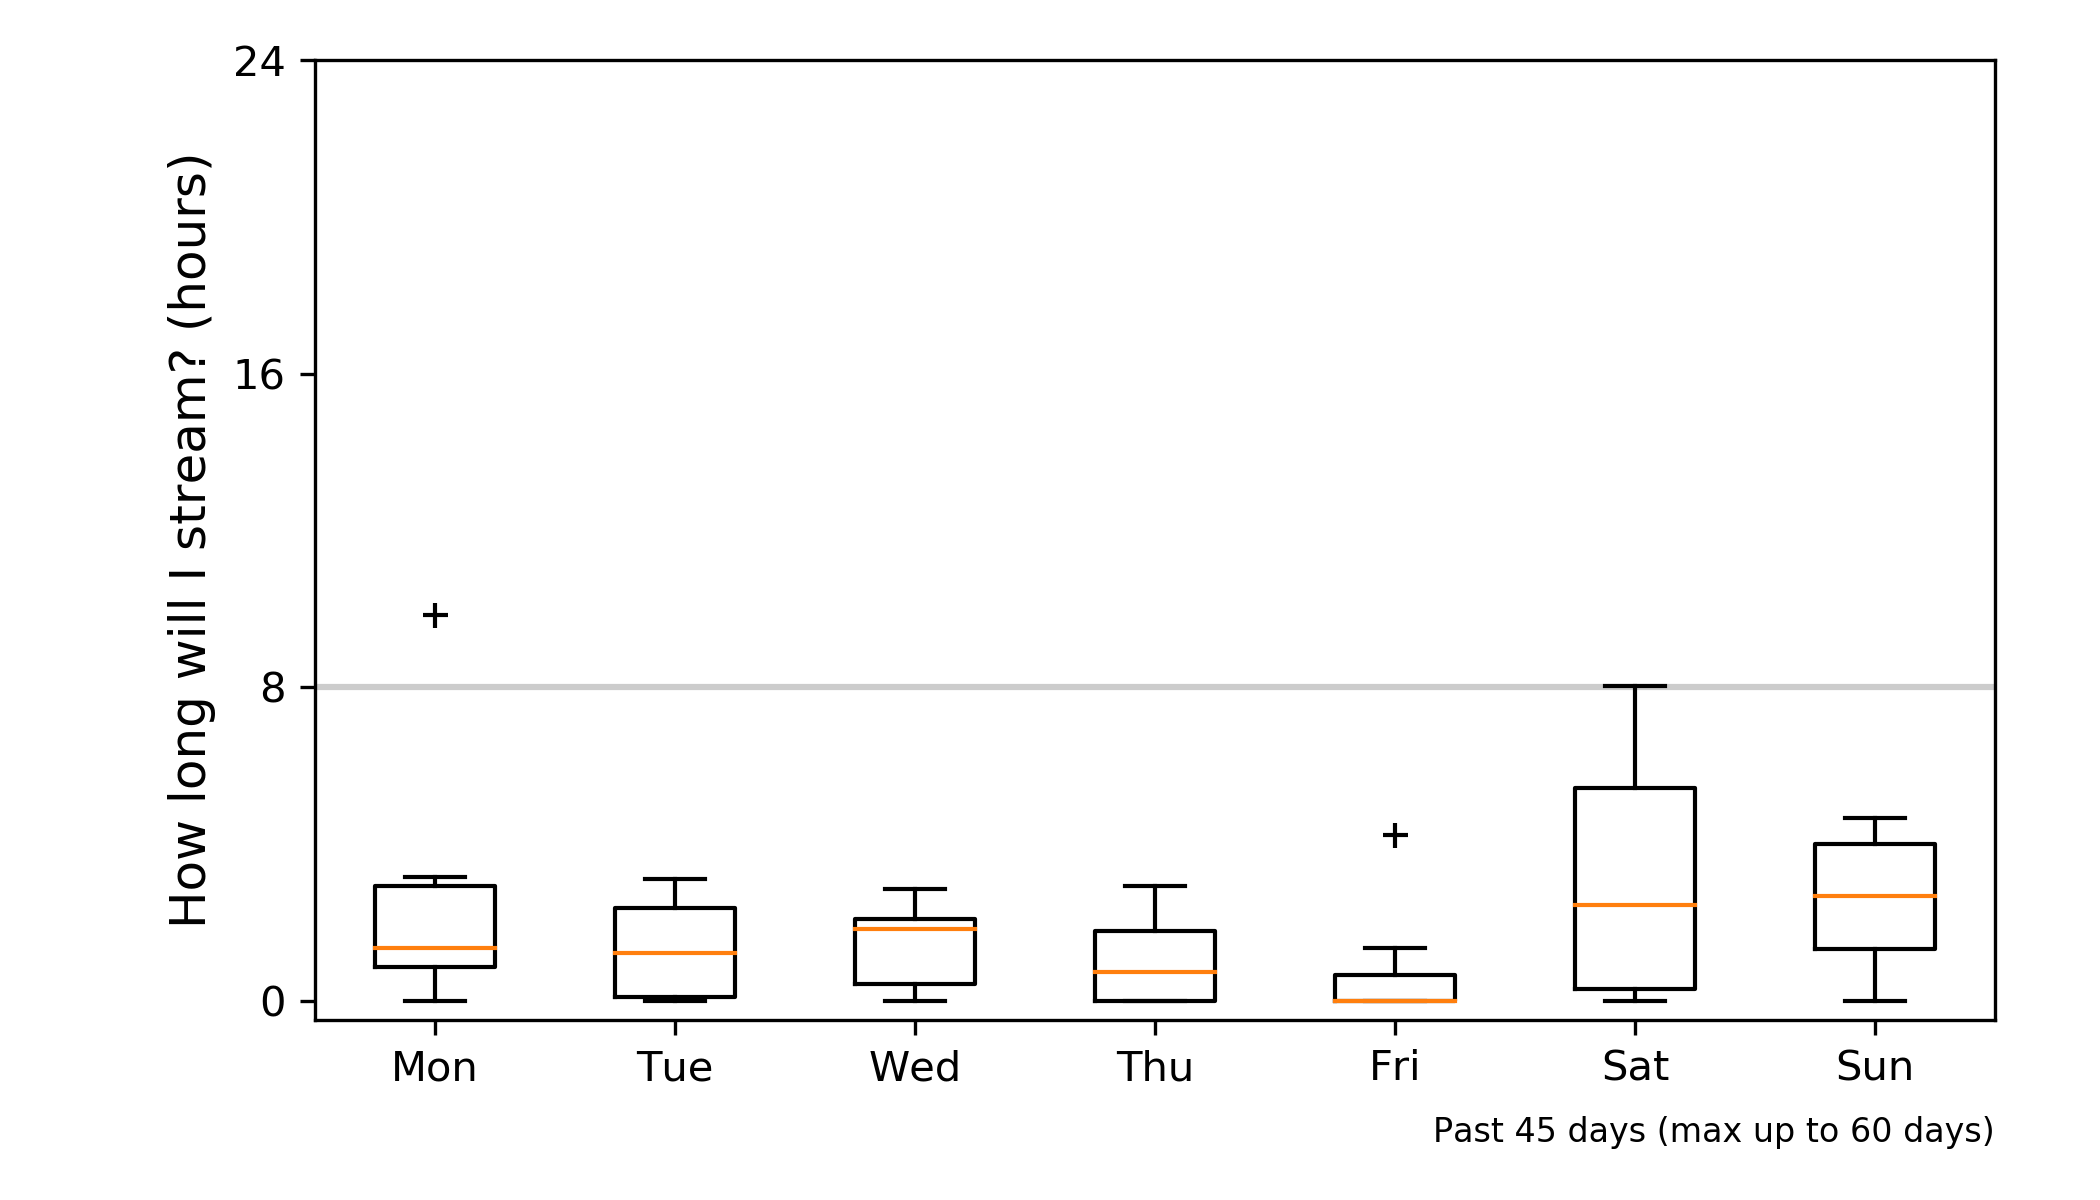 How long will I stream? (hours)
24
16
8
0
Mon Tue Wed Thu Fri Sat Sun
Past 45 days (max up to 60 days)